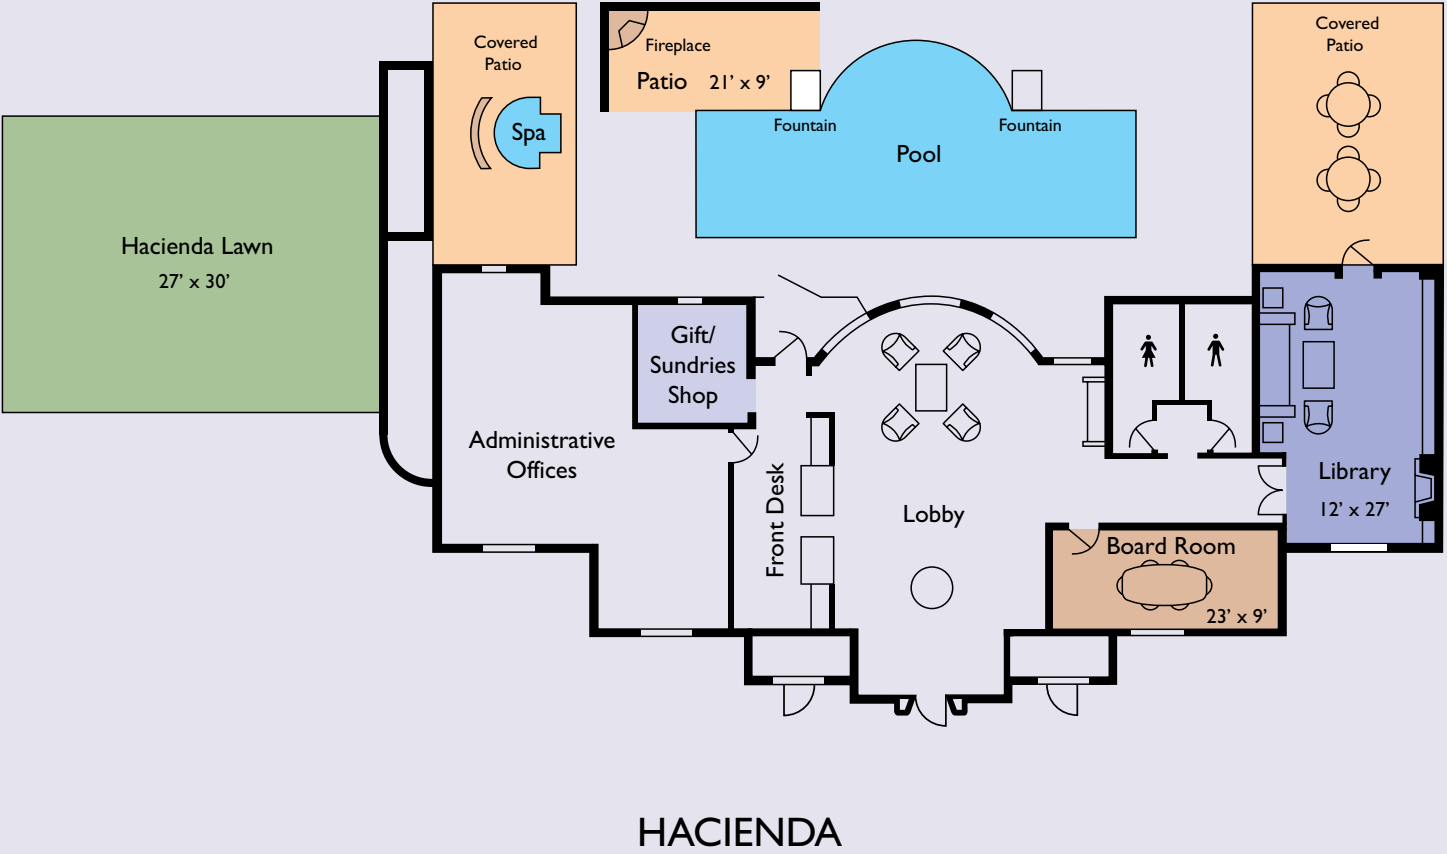 Covered
Patio
Fireplace
Patio 21’ x 9’
Covered
Patio
Spa
Fountain
Fountain
Pool
Hacienda Lawn
27’ x 30’
Gift/
Sundries
Shop
Administrative
Offices
Front Desk
Lobby
Library
12’ x 27’
Board Room
23’ x 9’
HACIENDA